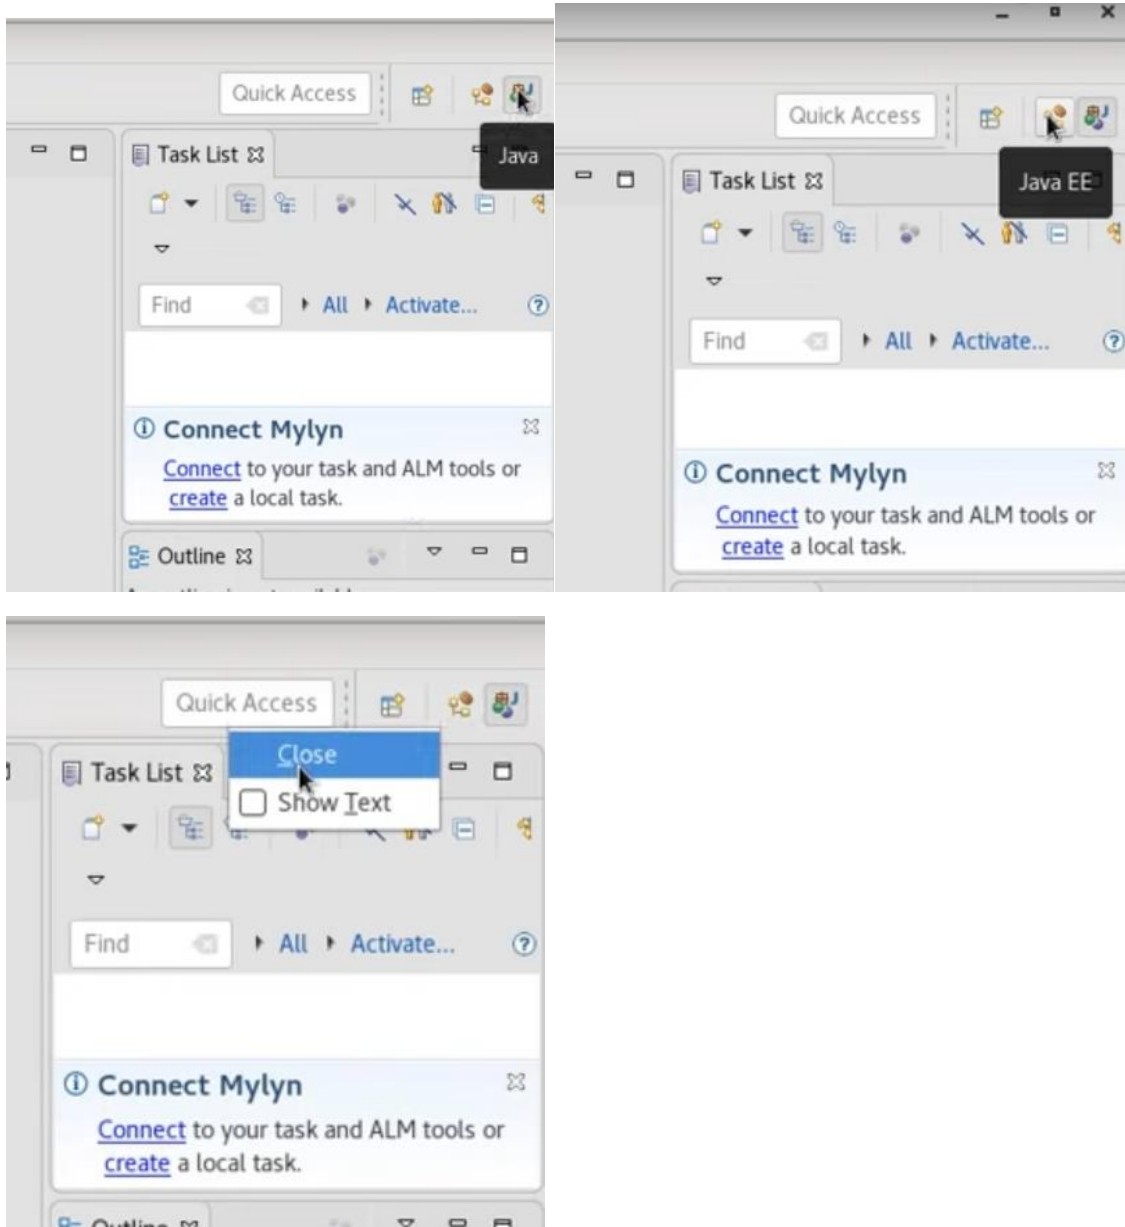 Quick Access
Java
Task List
Find
All
Activate...
Connect Mylyn
Connect to your task and ALM tools or
create a local task.
Outline
Quick Access
Java EE
Task List
Find
All
Activate...
Connect Mylyn
Connect to your task and ALM tools or
create a local task.
Quick Access
Close
Task List
Show Text
Find
All
Activate...
Connect Mylyn
Connect to your task and ALM tools or
create a local task.
Outline